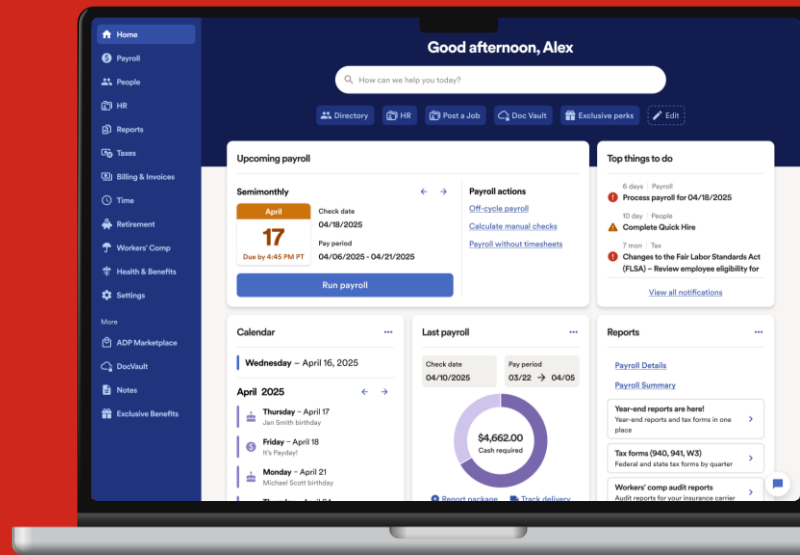 Home
Payroll
People
HR
Reports
Taxes
Billing & Invoices
Time
Retirement
Workers' Comp
Health & Benefits
Settings
More
ADP Marketplace
DocVault
Notes
Exclusive Benefits
Good afternoon, Alex
How can we help you today?
Directory
HR
Post a Job
Doc Vault
Exclusive perks
Edit
Upcoming payroll
Semimonthly
April
17
Due by 4:45 PM PT
Check date
04/18/2025
Pay period
04/06/2025 - 04/21/2025
Run payroll
Payroll actions
Off-cycle payroll
Calculate manual checks
Payroll without timesheets
Top things to do
6 days | Payroll
Process payroll for 04/18/2025
10 day | People
Complete Quick Hire
7 mon | Tax
Changes to the Fair Labor Standards Act
(FLSA) – Review employee eligibility for
View all notifications
Calendar
Wednesday – April 16, 2025
April 2025
Thursday – April 17
Jan Smith birthday
Friday – April 18
It's Payday!
Monday – April 21
Michael Scott birthday
Last payroll
Check date
04/10/2025
Pay period
03/22 → 04/05
$4,662.00
Cash required
Report package
Track delivery
Reports
Payroll Details
Payroll Summary
Year-end reports are here!
Year-end reports and tax forms in one
place
Tax forms (940, 941, W3)
Federal and state tax forms by quarter
Workers' comp audit reports
Audit reports for your insurance carrier